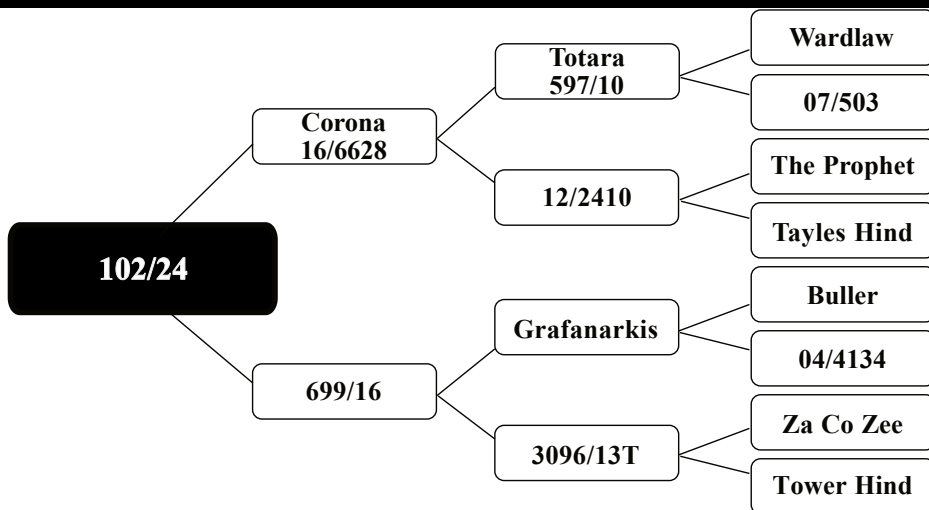 Wardlaw
Totara
597/10
07/503
Corona
16/6628
The Prophet
12/2410
Tayles Hind
102/24
Buller
Grafanarkis
04/4134
699/16
Za Co Zee
3096/13T
Tower Hind